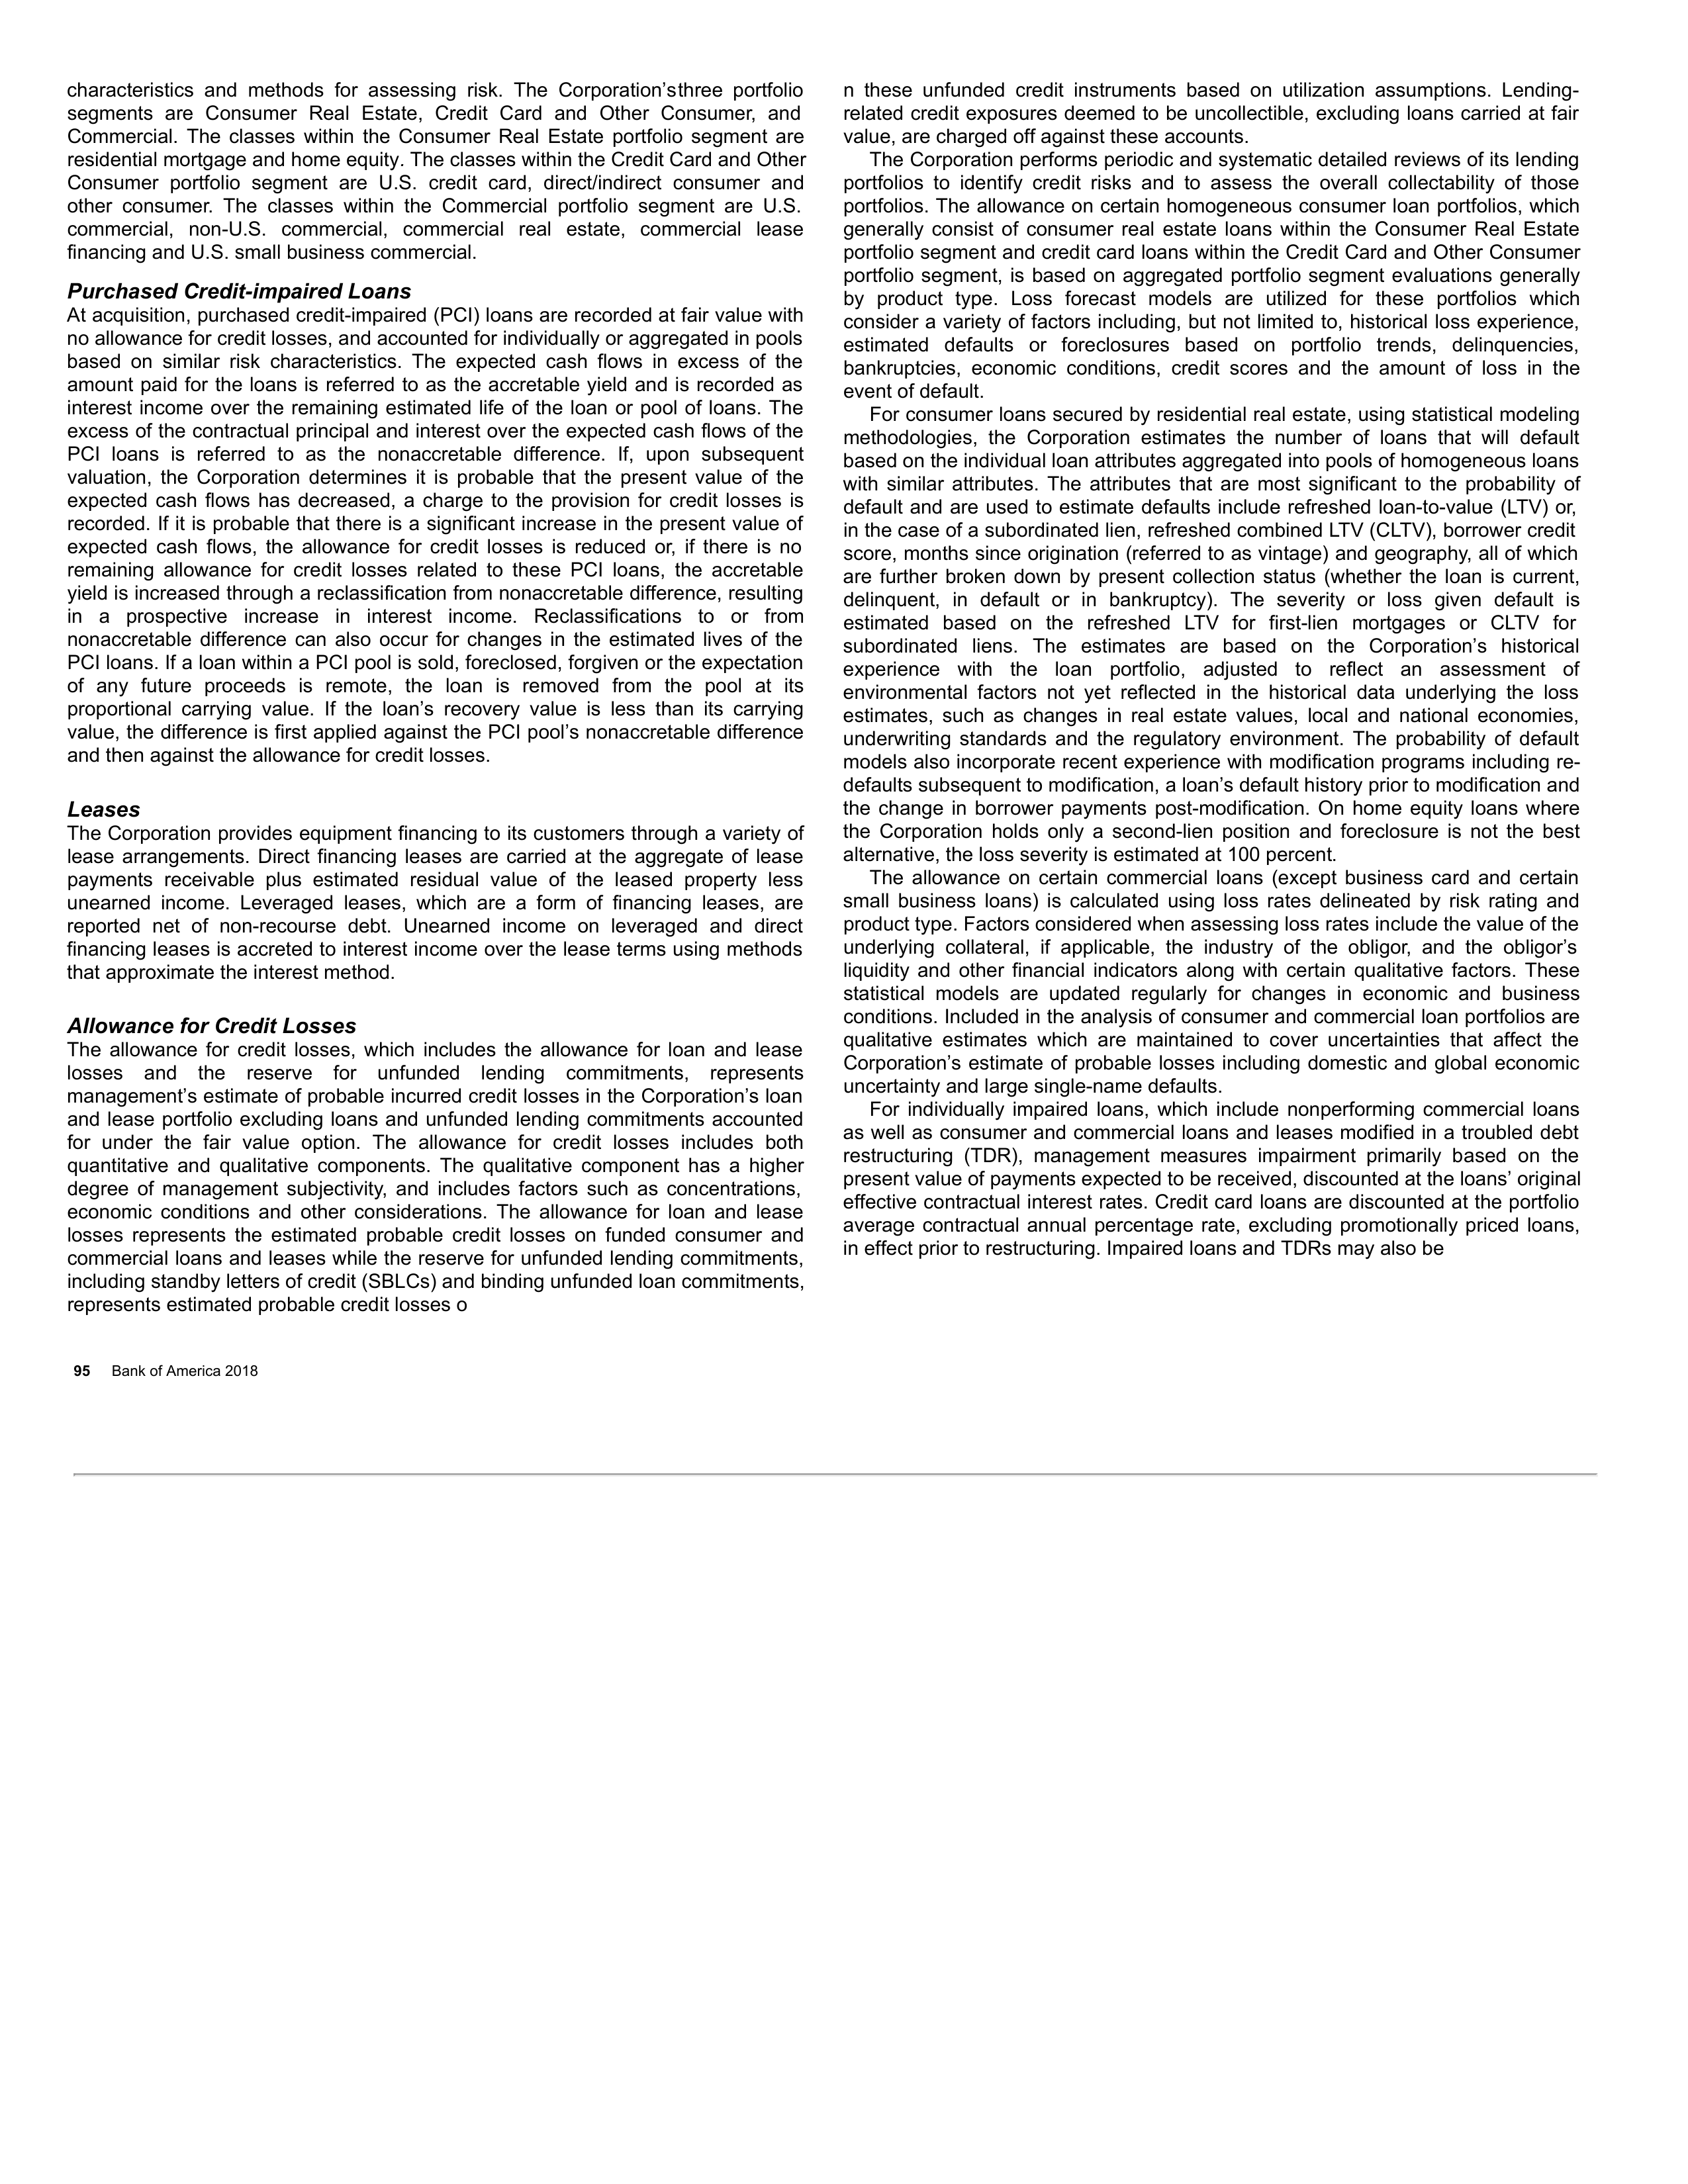 characteristics and methods for assessing risk. The Corporation'sthree portfolio
segments are Consumer Real Estate, Credit Card and Other Consumer, and
Commercial. The classes within the Consumer Real Estate portfolio segment are
residential mortgage and home equity. The classes within the Credit Card and Other
Consumer portfolio segment are U.S. credit card, direct/indirect consumer and
other consumer. The classes within the Commercial portfolio segment are U.S.
commercial, non-U.S. commercial, commercial real estate, commercial lease
financing and U.S. small business commercial.
Purchased Credit-impaired Loans
At acquisition, purchased credit-impaired (PCI) loans are recorded at fair value with
no allowance for credit losses, and accounted for individually or aggregated in pools
based on similar risk characteristics. The expected cash flows in excess of the
amount paid for the loans is referred to as the accretable yield and is recorded as
interest income over the remaining estimated life of the loan or pool of loans. The
excess of the contractual principal and interest over the expected cash flows of the
PCI loans is referred to as the nonaccretable difference. If, upon subsequent
valuation, the Corporation determines it is probable that the present value of the
expected cash flows has decreased, a charge to the provision for credit losses is
recorded. If it is probable that there is a significant increase in the present value of
expected cash flows, the allowance for credit losses is reduced or, if there is no
remaining allowance for credit losses related to these PCI loans, the accretable
yield is increased through a reclassification from nonaccretable difference, resulting
in a prospective increase in interest income. Reclassifications to or from
nonaccretable difference can also occur for changes in the estimated lives of the
PCI loans. If a loan within a PCI pool is sold, foreclosed, forgiven or the expectation
of any future proceeds is remote, the loan is removed from the pool at its
proportional carrying value. If the loan's recovery value is less than its carrying
value, the difference is first applied against the PCI pool's nonaccretable difference
and then against the allowance for credit losses.
Leases
The Corporation provides equipment financing to its customers through a variety of
lease arrangements. Direct financing leases are carried at the aggregate of lease
payments receivable plus estimated residual value of the leased property less
unearned income. Leveraged leases, which are a form of financing leases, are
reported net of non-recourse debt. Unearned income on leveraged and direct
financing leases is accreted to interest income over the lease terms using methods
that approximate the interest method.
Allowance for Credit Losses
The allowance for credit losses, which includes the allowance for loan and lease
losses and the reserve for unfunded lending commitments, represents
management's estimate of probable incurred credit losses in the Corporation's loan
and lease portfolio excluding loans and unfunded lending commitments accounted
for under the fair value option. The allowance for credit losses includes both
quantitative and qualitative components. The qualitative component has a higher
degree of management subjectivity, and includes factors such as concentrations,
economic conditions and other considerations. The allowance for loan and lease
losses represents the estimated probable credit losses on funded consumer and
commercial loans and leases while the reserve for unfunded lending commitments,
including standby letters of credit (SBLCs) and binding unfunded loan commitments,
represents estimated probable credit losses o
n these unfunded credit instruments based on utilization assumptions. Lending-
related credit exposures deemed to be uncollectible, excluding loans carried at fair
value, are charged off against these accounts.
The Corporation performs periodic and systematic detailed reviews of its lending
portfolios to identify credit risks and to assess the overall collectability of those
portfolios. The allowance on certain homogeneous consumer loan portfolios, which
generally consist of consumer real estate loans within the Consumer Real Estate
portfolio segment and credit card loans within the Credit Card and Other Consumer
portfolio segment, is based on aggregated portfolio segment evaluations generally
by product type. Loss forecast models are utilized for these portfolios which
consider a variety of factors including, but not limited to, historical loss experience,
estimated defaults or foreclosures based on portfolio trends, delinquencies,
bankruptcies, economic conditions, credit scores and the amount of loss in the
event of default.
For consumer loans secured by residential real estate, using statistical modeling
methodologies, the Corporation estimates the number of loans that will default
based on the individual loan attributes aggregated into pools of homogeneous loans
with similar attributes. The attributes that are most significant to the probability of
default and are used to estimate defaults include refreshed loan-to-value (LTV) or,
in the case of a subordinated lien, refreshed combined LTV (CLTV), borrower credit
score, months since origination (referred to as vintage) and geography, all of which
are further broken down by present collection status (whether the loan is current,
delinquent, in default or in bankruptcy). The severity or loss given default is
estimated based on the refreshed LTV for first-lien mortgages or CLTV for
subordinated liens. The estimates are based on the Corporation's historical
experience with the loan portfolio, adjusted to reflect an assessment of
environmental factors not yet reflected in the historical data underlying the loss
estimates, such as changes in real estate values, local and national economies,
underwriting standards and the regulatory environment. The probability of default
models also incorporate recent experience with modification programs including re-
defaults subsequent to modification, a loan's default history prior to modification and
the change in borrower payments post-modification. On home equity loans where
the Corporation holds only a second-lien position and foreclosure is not the best
alternative, the loss severity is estimated at 100 percent.
The allowance on certain commercial loans (except business card and certain
small business loans) is calculated using loss rates delineated by risk rating and
product type. Factors considered when assessing loss rates include the value of the
underlying collateral, if applicable, the industry of the obligor, and the obligor's
liquidity and other financial indicators along with certain qualitative factors. These
statistical models are updated regularly for changes in economic and business
conditions. Included in the analysis of consumer and commercial loan portfolios are
qualitative estimates which are maintained to cover uncertainties that affect the
Corporation's estimate of probable losses including domestic and global economic
uncertainty and large single-name defaults.
For individually impaired loans, which include nonperforming commercial loans
as well as consumer and commercial loans and leases modified in a troubled debt
restructuring (TDR), management measures impairment primarily based on the
present value of payments expected to be received, discounted at the loans' original
effective contractual interest rates. Credit card loans are discounted at the portfolio
average contractual annual percentage rate, excluding promotionally priced loans,
in effect prior to restructuring. Impaired loans and TDRs may also be
95 Bank of America 2018